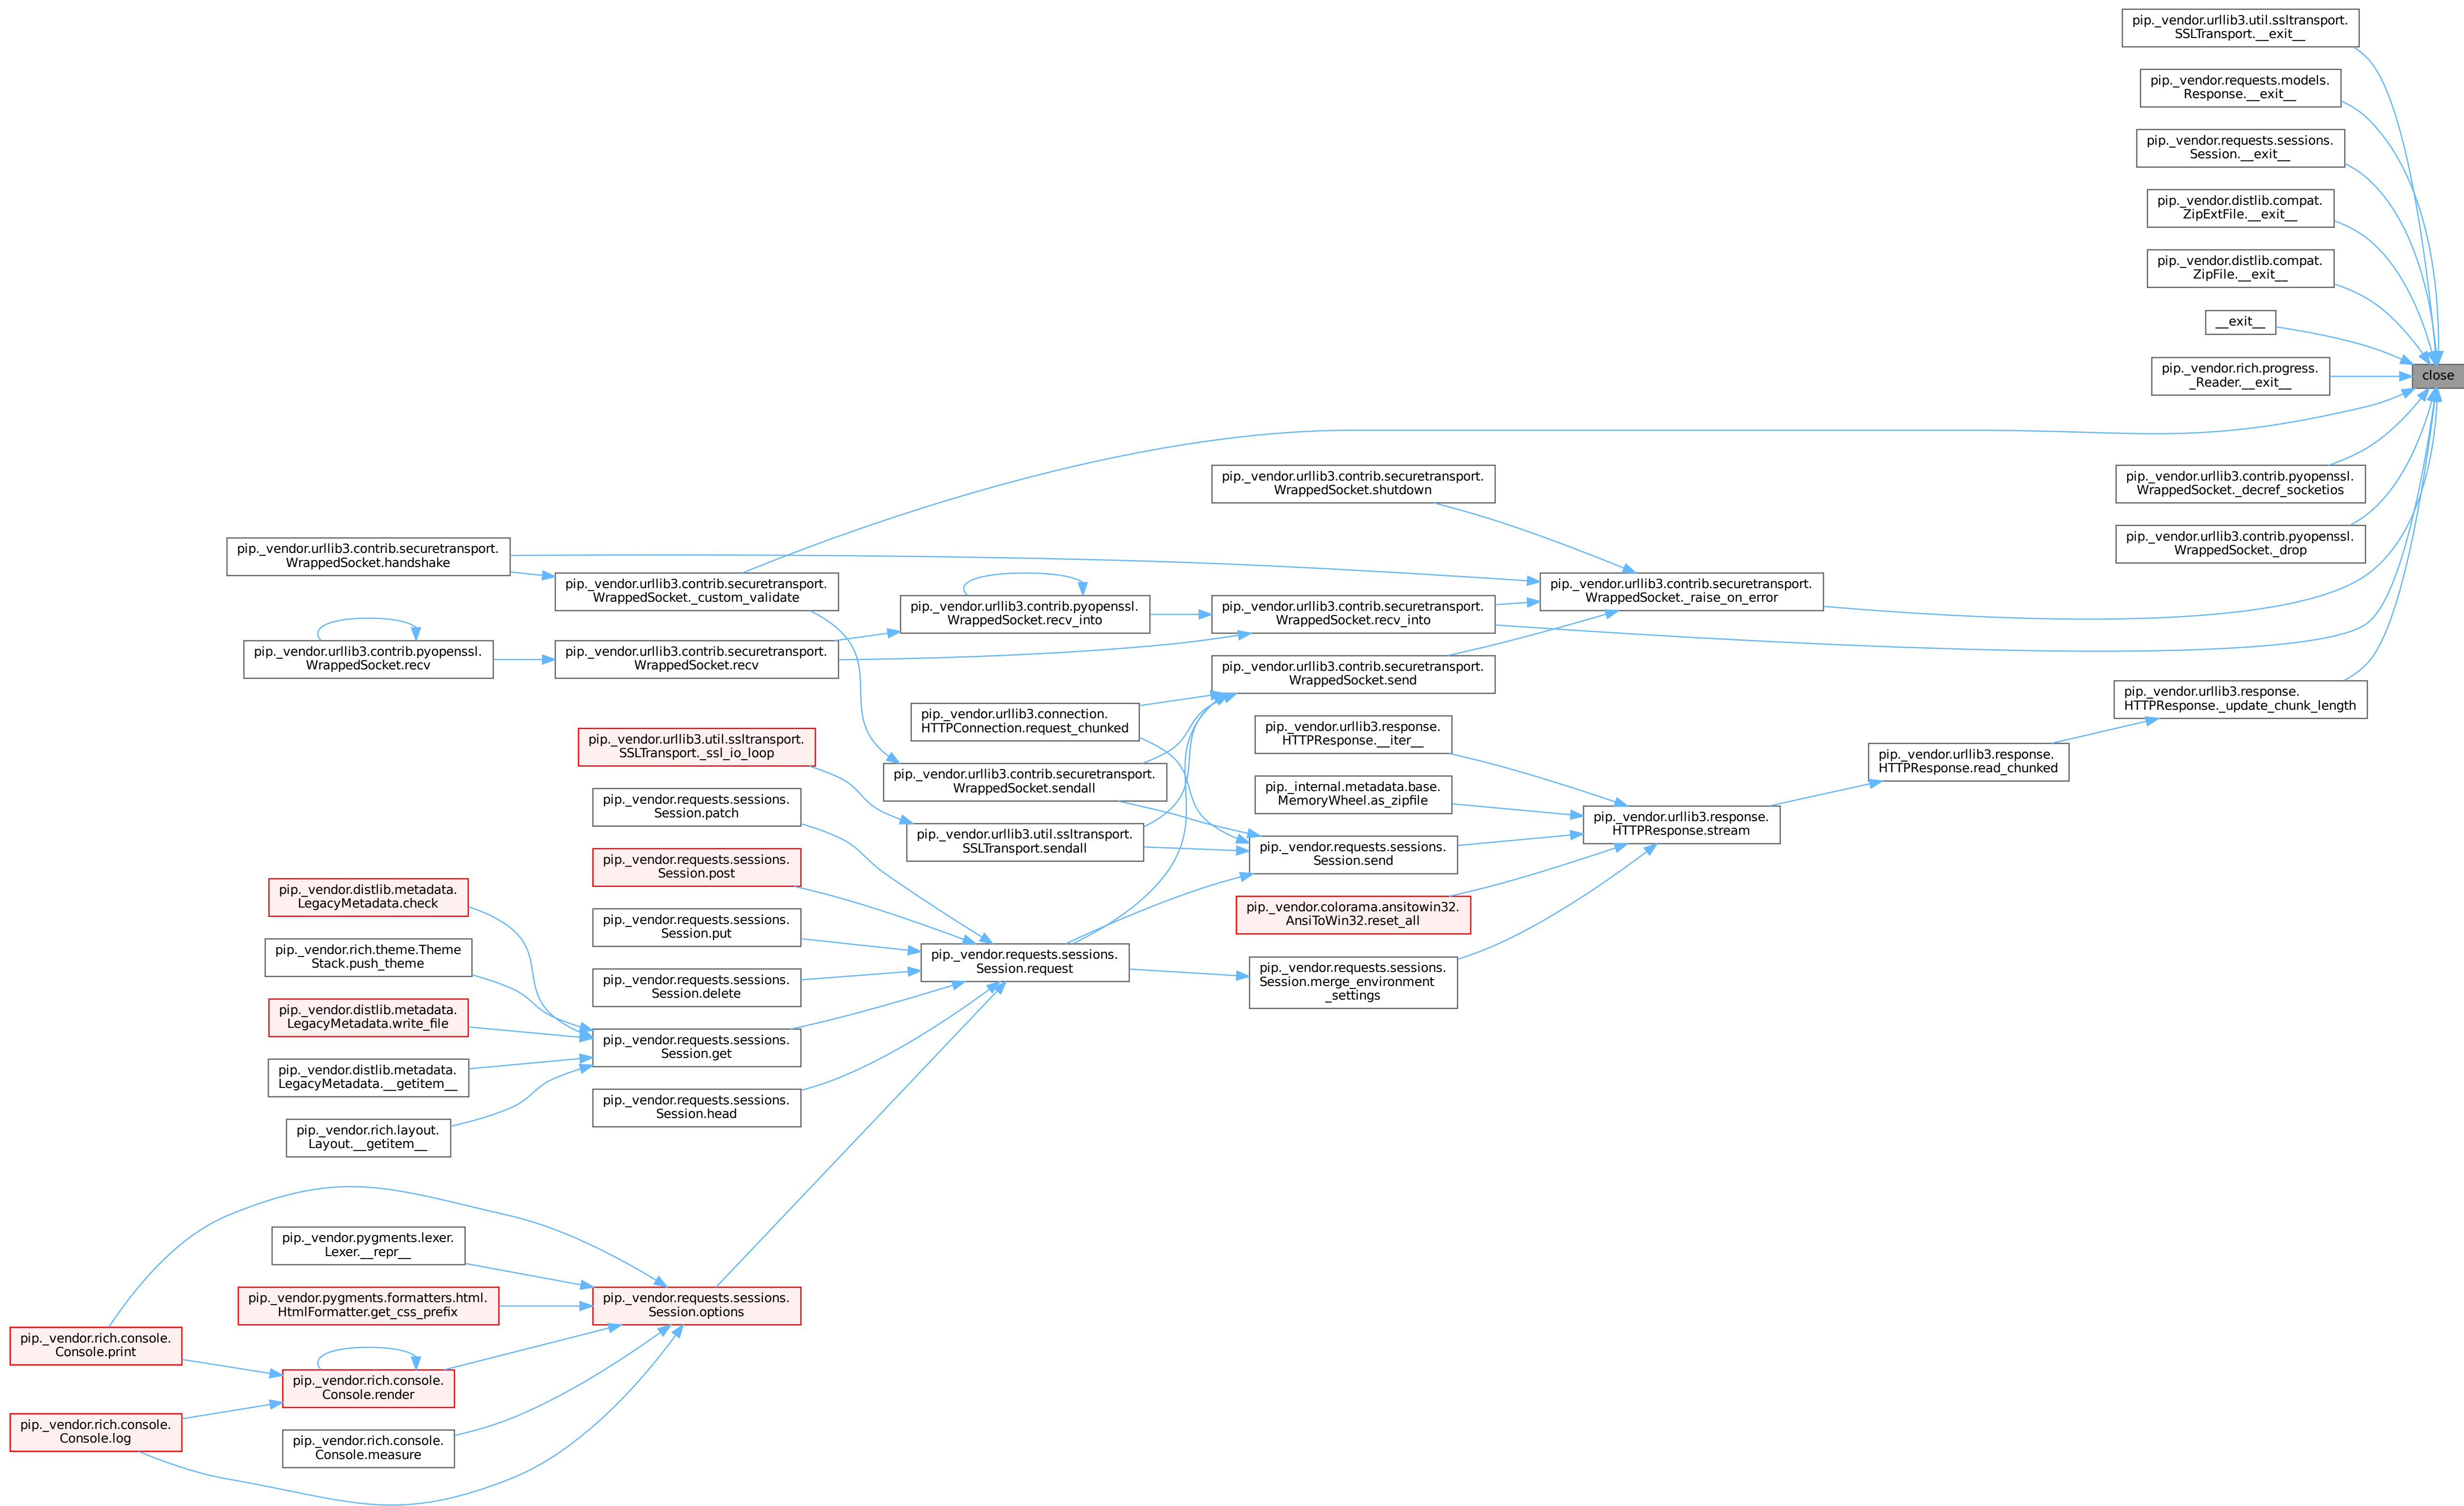 pip._vendor.urllib3.util.ssltransport.
SSLTransport.__exit__
pip._vendor.requests.models.
Response.__exit__
pip._vendor.requests.sessions.
Session.__exit__
pip._vendor.distlib.compat.
ZipExtFile.__exit__
pip._vendor.distlib.compat.
ZipFile.__exit__
__exit__
pip._vendor.rich.progress.
_Reader.__exit__
close
pip._vendor.urllib3.contrib.pyopenssl.
WrappedSocket._decref_socketios
pip._vendor.urllib3.contrib.pyopenssl.
WrappedSocket._drop
pip._vendor.urllib3.contrib.securetransport.
WrappedSocket.shutdown
pip._vendor.urllib3.contrib.securetransport.
WrappedSocket.handshake
pip._vendor.urllib3.contrib.securetransport.
WrappedSocket._custom_validate
pip._vendor.urllib3.contrib.pyopenssl.
WrappedSocket.recv_into
pip._vendor.urllib3.contrib.securetransport.
WrappedSocket.recv_into
pip._vendor.urllib3.contrib.securetransport.
WrappedSocket._raise_on_error
pip._vendor.urllib3.contrib.pyopenssl.
WrappedSocket.recv
pip._vendor.urllib3.contrib.securetransport.
WrappedSocket.recv
pip._vendor.urllib3.contrib.securetransport.
WrappedSocket.send
pip._vendor.urllib3.response.
HTTPResponse._update_chunk_length
pip._vendor.urllib3.connection.
HTTPConnection.request_chunked
pip._vendor.urllib3.response.
HTTPResponse.__iter__
pip._vendor.urllib3.util.ssltransport.
SSLTransport._ssl_io_loop
pip._vendor.urllib3.response.
HTTPResponse.read_chunked
pip._vendor.urllib3.contrib.securetransport.
WrappedSocket.sendall
pip._internal.metadata.base.
MemoryWheel.as_zipfile
pip._vendor.requests.sessions.
Session.patch
pip._vendor.urllib3.response.
HTTPResponse.stream
pip._vendor.urllib3.util.ssltransport.
SSLTransport.sendall
pip._vendor.requests.sessions.
Session.send
pip._vendor.requests.sessions.
Session.post
pip._vendor.distlib.metadata.
LegacyMetadata.check
pip._vendor.colorama.ansitowin32.
AnsiToWin32.reset_all
pip._vendor.requests.sessions.
Session.put
pip._vendor.rich.theme.Theme
Stack.push_theme
pip._vendor.requests.sessions.
Session.request
pip._vendor.requests.sessions.
Session.delete
pip._vendor.requests.sessions.
Session.merge_environment
_settings
pip._vendor.distlib.metadata.
LegacyMetadata.write_file
pip._vendor.requests.sessions.
Session.get
pip._vendor.distlib.metadata.
LegacyMetadata.__getitem__
pip._vendor.requests.sessions.
Session.head
pip._vendor.rich.layout.
Layout.__getitem__
pip._vendor.pygments.lexer.
Lexer.__repr__
pip._vendor.pygments.formatters.html.
HtmlFormatter.get_css_prefix
pip._vendor.requests.sessions.
Session.options
pip._vendor.rich.console.
Console.print
pip._vendor.rich.console.
Console.render
pip._vendor.rich.console.
Console.log
pip._vendor.rich.console.
Console.measure